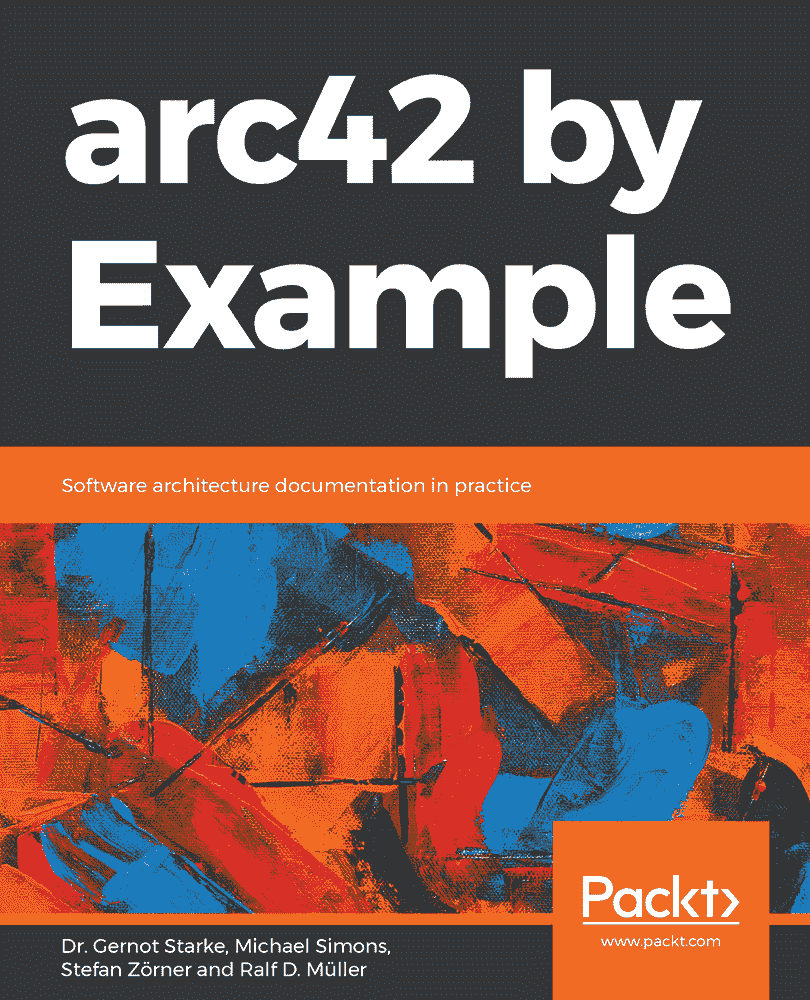 arc42 by
Example
Software architecture documentation in practice
Packt>
www.packt.com
Dr. Gernot Starke, Michael Simons,
Stefan Zörner and Ralf D. Müller